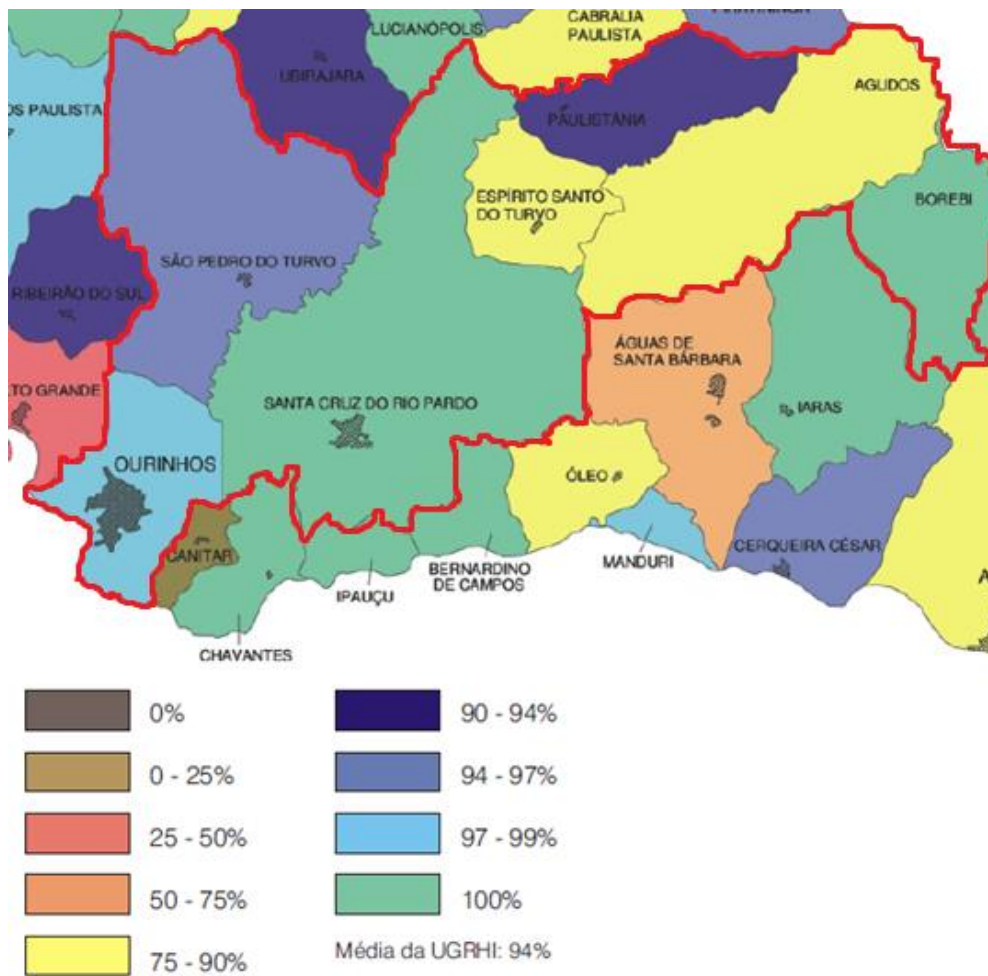 LUCIANÓPOLIS
CABRALIA
PAULISTA
UBIRAJARA
AGUDOS
OS PAULISTA
PAULISTANIA
ESPÍRITO SANTO
DO TURVO
BOREBI
SÃO PEDRO DO TURVO
RIBEIRÃO DO SUL
ÁGUAS DE
SANTA BÁRBARA
LTO GRANDE
SANTA CRUZ DO RIO PARDO
IARAS
OURINHOS
ÓLEO
CANITAR
CERQUEIRA CÉSAR
MANDURI
BERNARDINO
DE CAMPOS
IPAUÇU
A
CHAVANTES
0%
0 - 25%
25 - 50%
50 - 75%
75 - 90%
90 - 94%
94 - 97%
97 - 99%
100%
Média da UGRHI: 94%